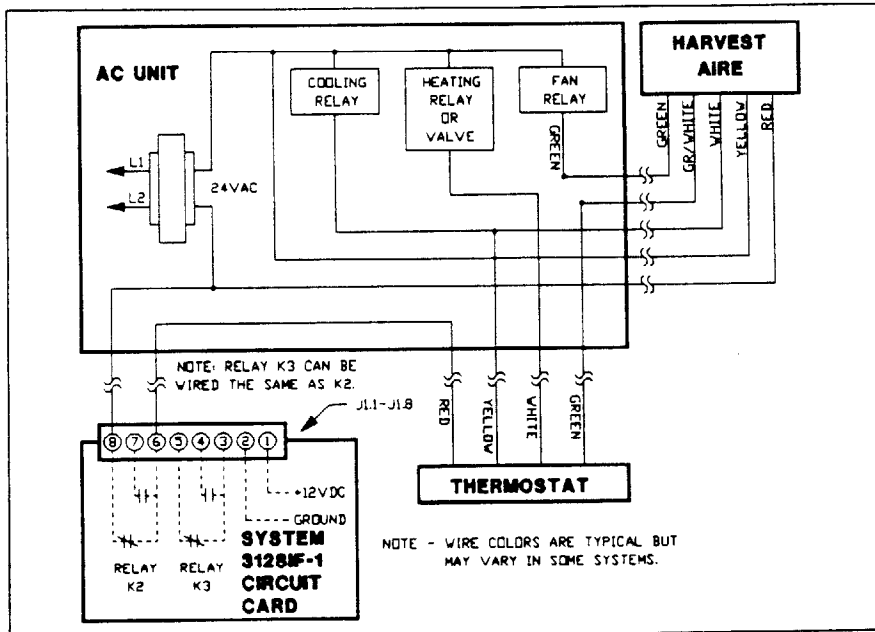 AC UNIT
COOLING
RELAY
HEATING
RELAY
OR
VALVE
FAN
RELAY
HARVEST
AIRE
GREEN
GREEN
GR/WHITE
WHITE
YELLOW
RED
L1
L2
24VAC
NOTE: RELAY K3 CAN BE
WIRED THE SAME AS K2.
J1.1-J1.8
RED
YELLOW
WHITE
GREEN
8 7 6 5 4 3 2 1
THERMOSTAT
+12VDC
GROUND
SYSTEM
3128IF-1
CIRCUIT
CARD
RELAY
K2
RELAY
K3
NOTE - WIRE COLORS ARE TYPICAL BUT
MAY VARY IN SOME SYSTEMS.